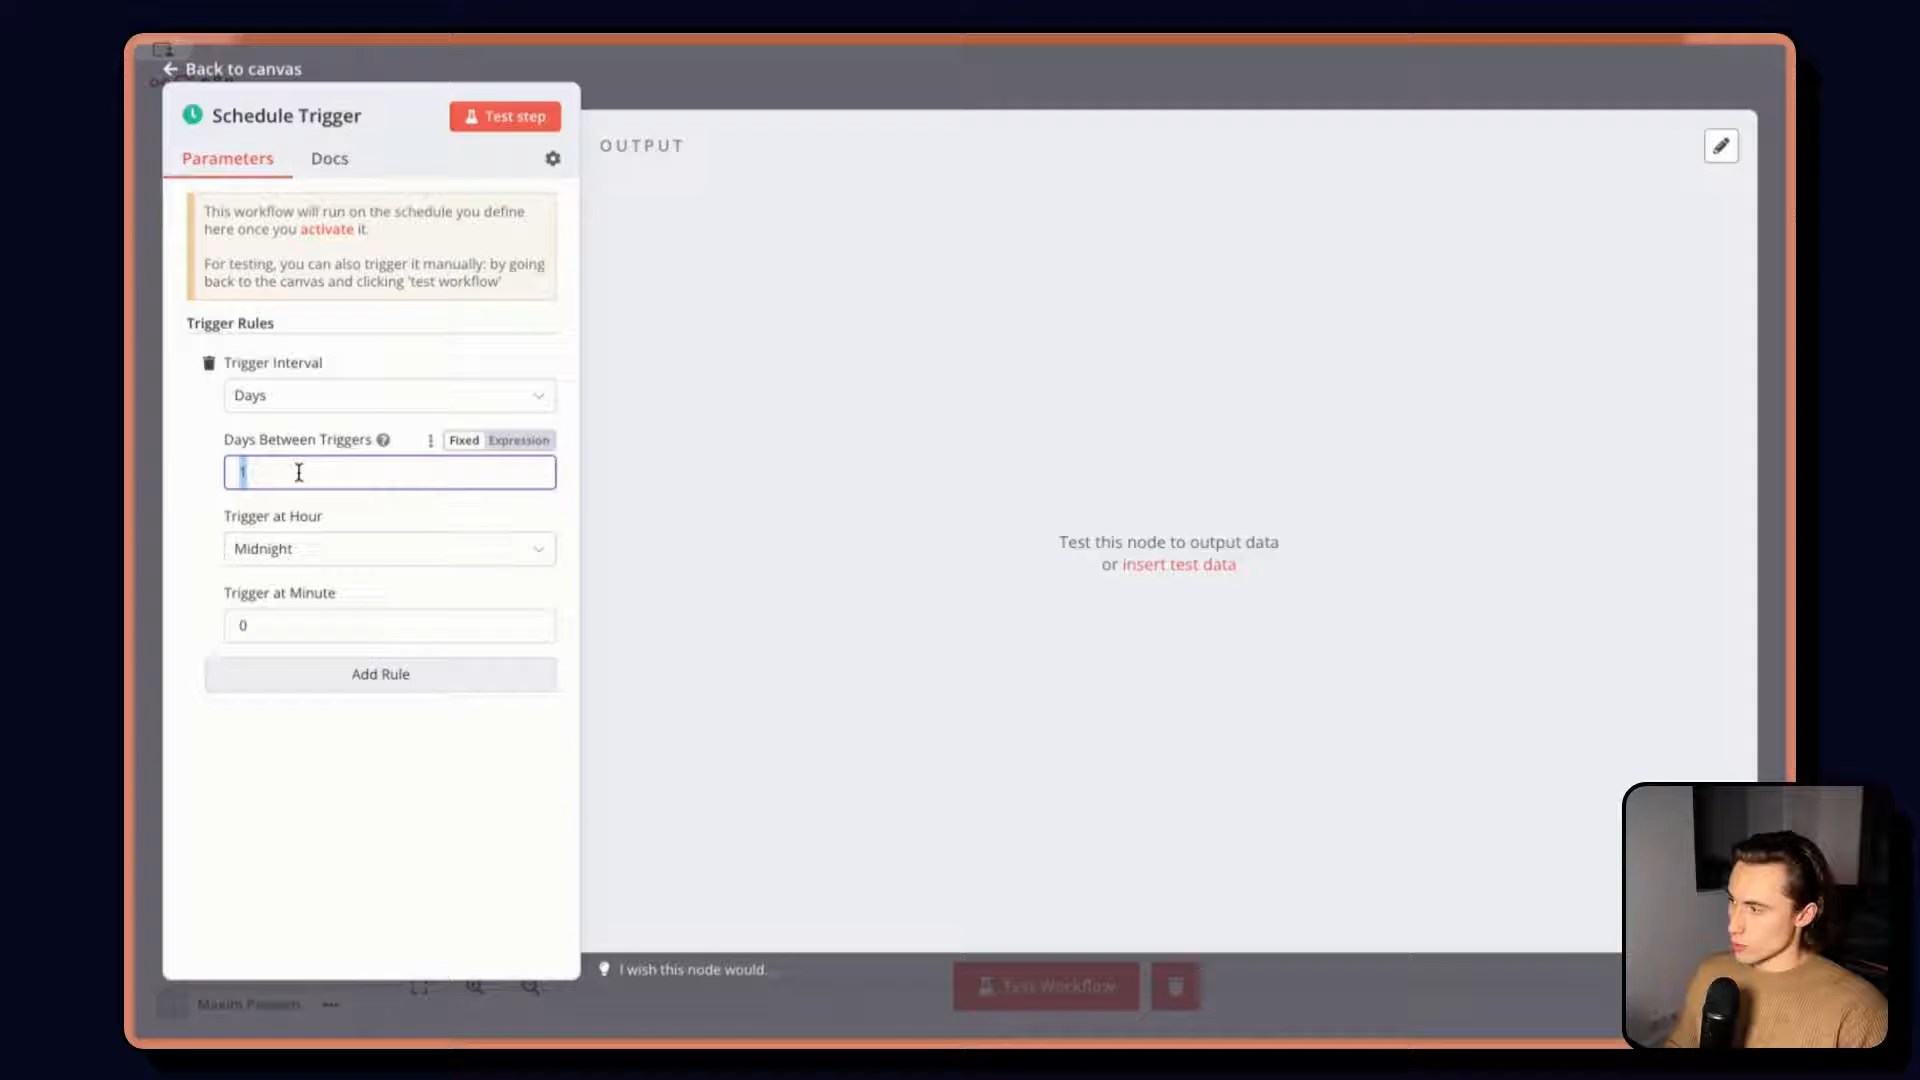 Back to canvas
Schedule Trigger
Test step
Parameters
Docs
OUTPUT
This workflow will run on the schedule you define
here once you activate it.
For testing, you can also trigger it manually: by going
back to the canvas and clicking 'test workflow'
Trigger Rules
Trigger Interval
Days
Days Between Triggers
Fixed
Expression
1
Trigger at Hour
Midnight
Trigger at Minute
0
Add Rule
Test this node to output data
or insert test data
I wish this node would.
Test Workflow
Maxim